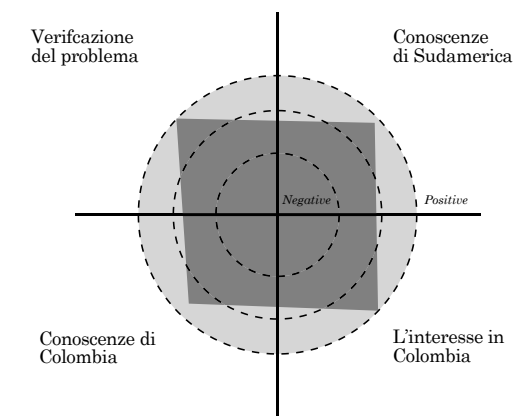 Verifcazione
del problema
Conoscenze
di Sudamerica
Negative
Positive
Conoscenze di
Colombia
L'interesse in
Colombia